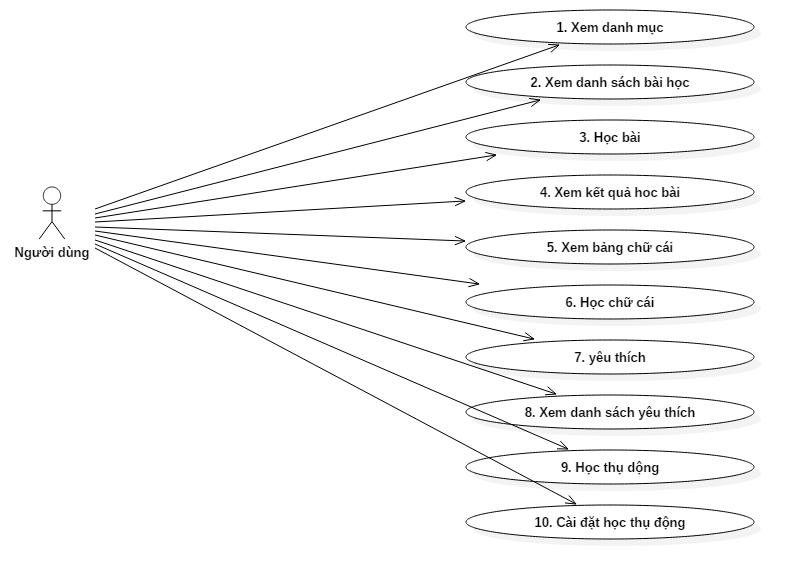 1. Xem danh mục
2. Xem danh sách bài học
3. Học bài
4. Xem kết quả hoc bài
5. Xem bảng chữ cái
6. Học chữ cái
7. yêu thích
8. Xem danh sách yêu thích
9. Học thụ dộng
10. Cài đặt học thụ động
Người dùng